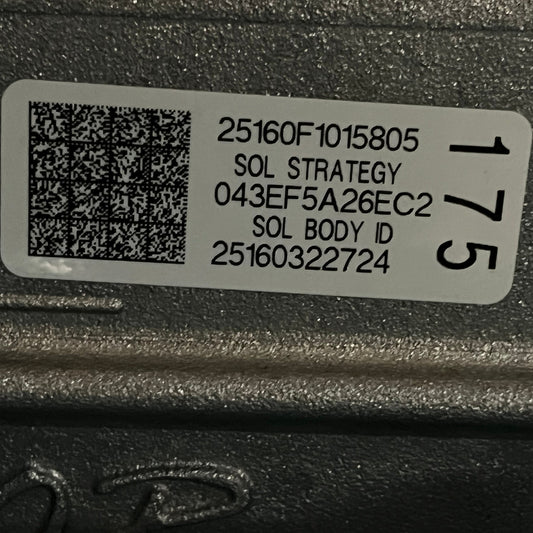 25160F1015805
SOL STRATEGY
043EF5A26EC2
SOL BODY ID
25160322724
175